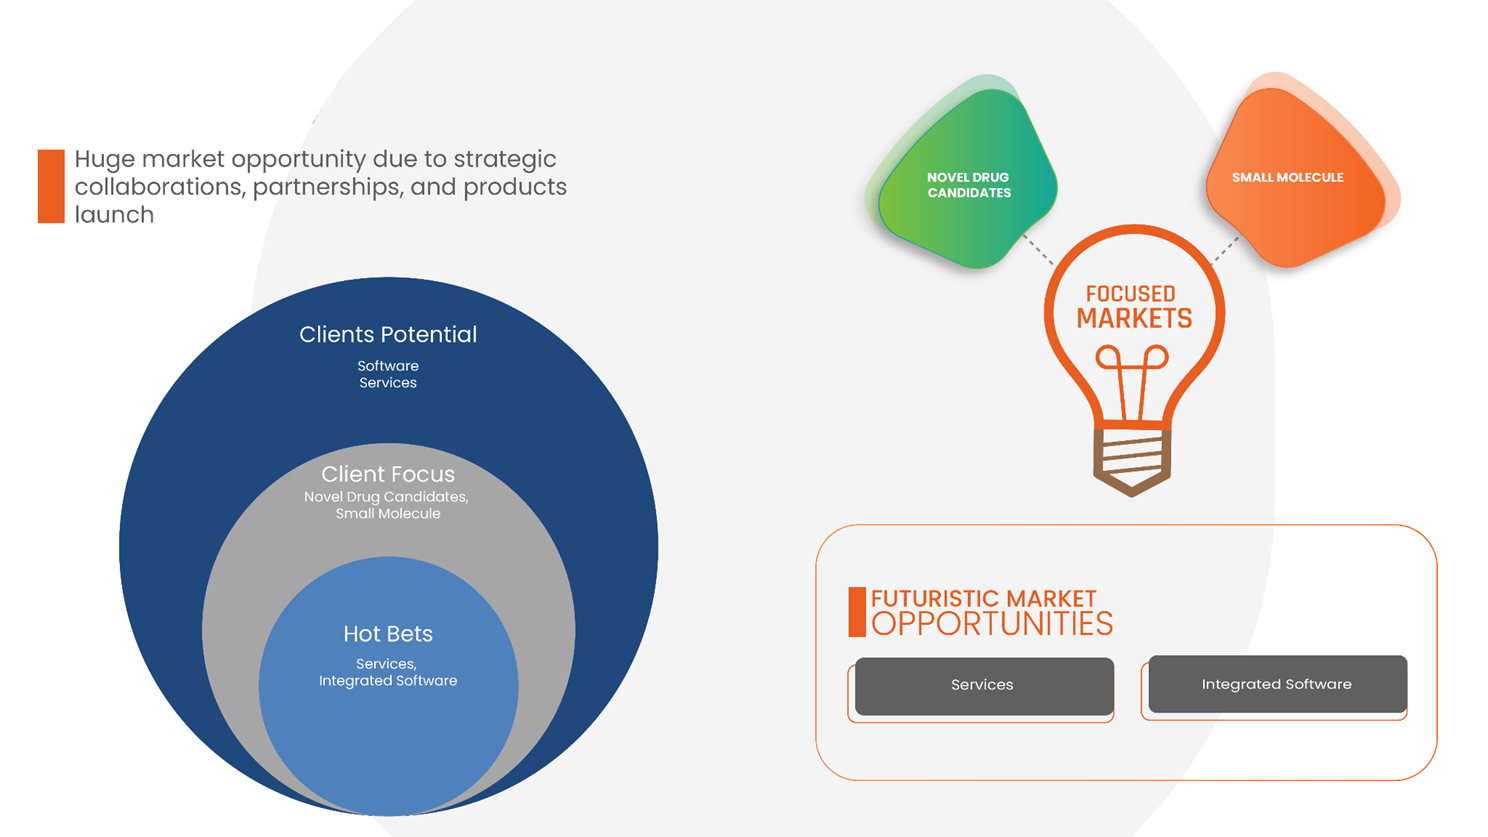 Huge market opportunity due to strategic
collaborations, partnerships, and products
launch
Clients Potential
Software
Services
Client Focus
Novel Drug Candidates,
Small Molecule
Hot Bets
Services,
Integrated Software
NOVEL DRUG
CANDIDATES
SMALL MOLECULE
FOCUSED
MARKETS
FUTURISTIC MARKET
OPPORTUNITIES
Services
Integrated Software